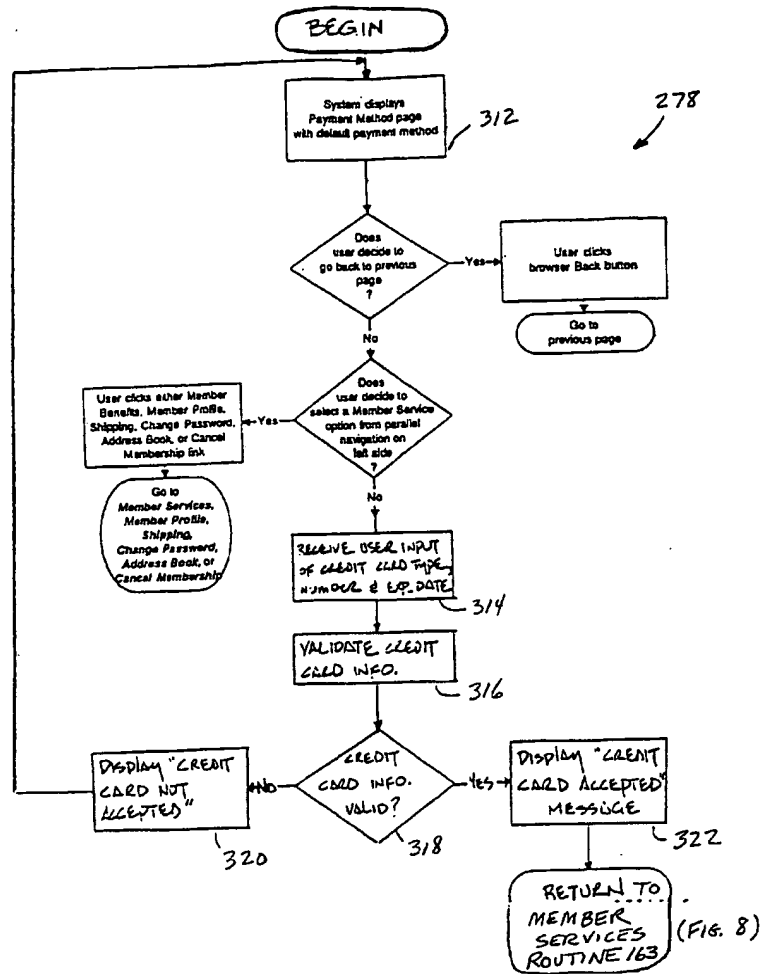 BEGIN
System displays
Payment Method page
with default payment method
312
278
Does
user decide to
go back to previous
page
?
Yes
User clicks
browser Back button
Go to
previous page
No
Does
user decide to
select a Member Service
option from parallel
navigation on
left side
?
Yes
User clicks either Member
Benefits, Member Profile,
Shipping, Change Password,
Address Book, or Cancel
Membership link
Go to
Member Services,
Member Profile,
Shipping,
Change Password,
Address Book, or
Cancel Membership
No
RECEIVE USER INPUT
OF CREDIT CARD TYPE,
NUMBER & EXP. DATE
314
VALIDATE CREDIT
CARD INFO.
316
CREDIT
CARD INFO.
VALID?
318
NO
DISPLAY "CREDIT
CARD NOT
ACCEPTED"
320
YES
DISPLAY "CREDIT
CARD ACCEPTED"
MESSAGE
322
RETURN TO
MEMBER
SERVICES
ROUTINE 163
(FIG. 8)